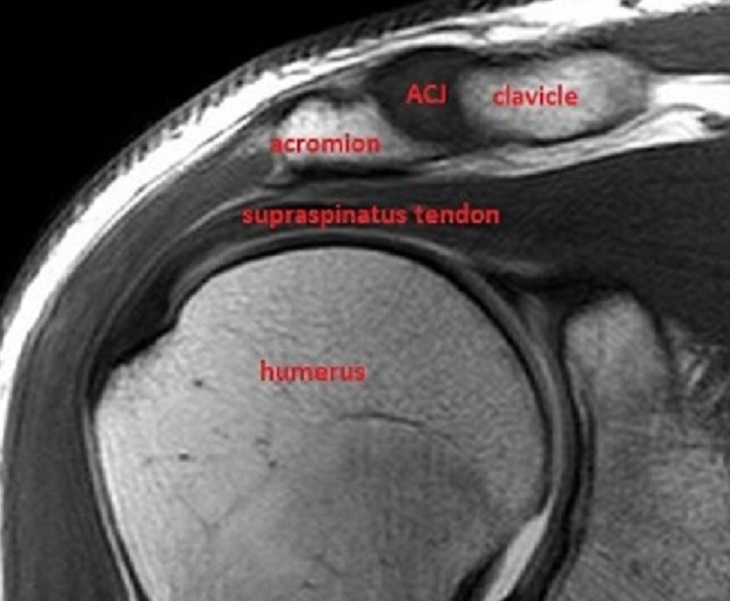 ACJ
clavicle
acromion
supraspinatus tendon
humerus